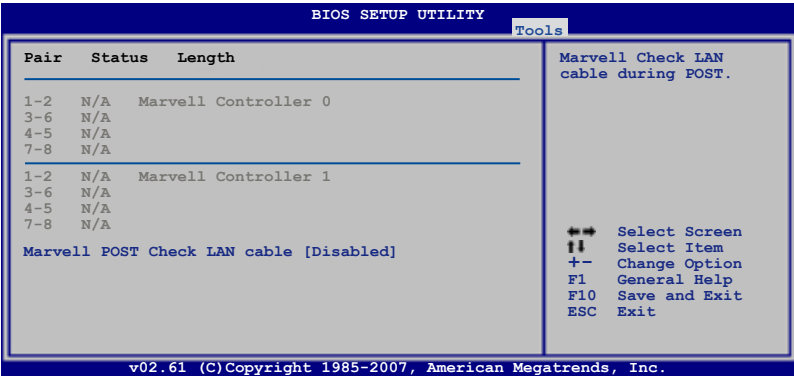 BIOS SETUP UTILITY
Tools
Pair Status Length
1-2 N/A Marvell Controller 0
3-6 N/A
4-5 N/A
7-8 N/A
1-2 N/A Marvell Controller 1
3-6 N/A
4-5 N/A
7-8 N/A
Marvell POST Check LAN cable [Disabled]
Marvell Check LAN
cable during POST.
Select Screen
Select Item
+- Change Option
F1 General Help
F10 Save and Exit
ESC Exit
v02.61 (C)Copyright 1985-2007, American Megatrends, Inc.